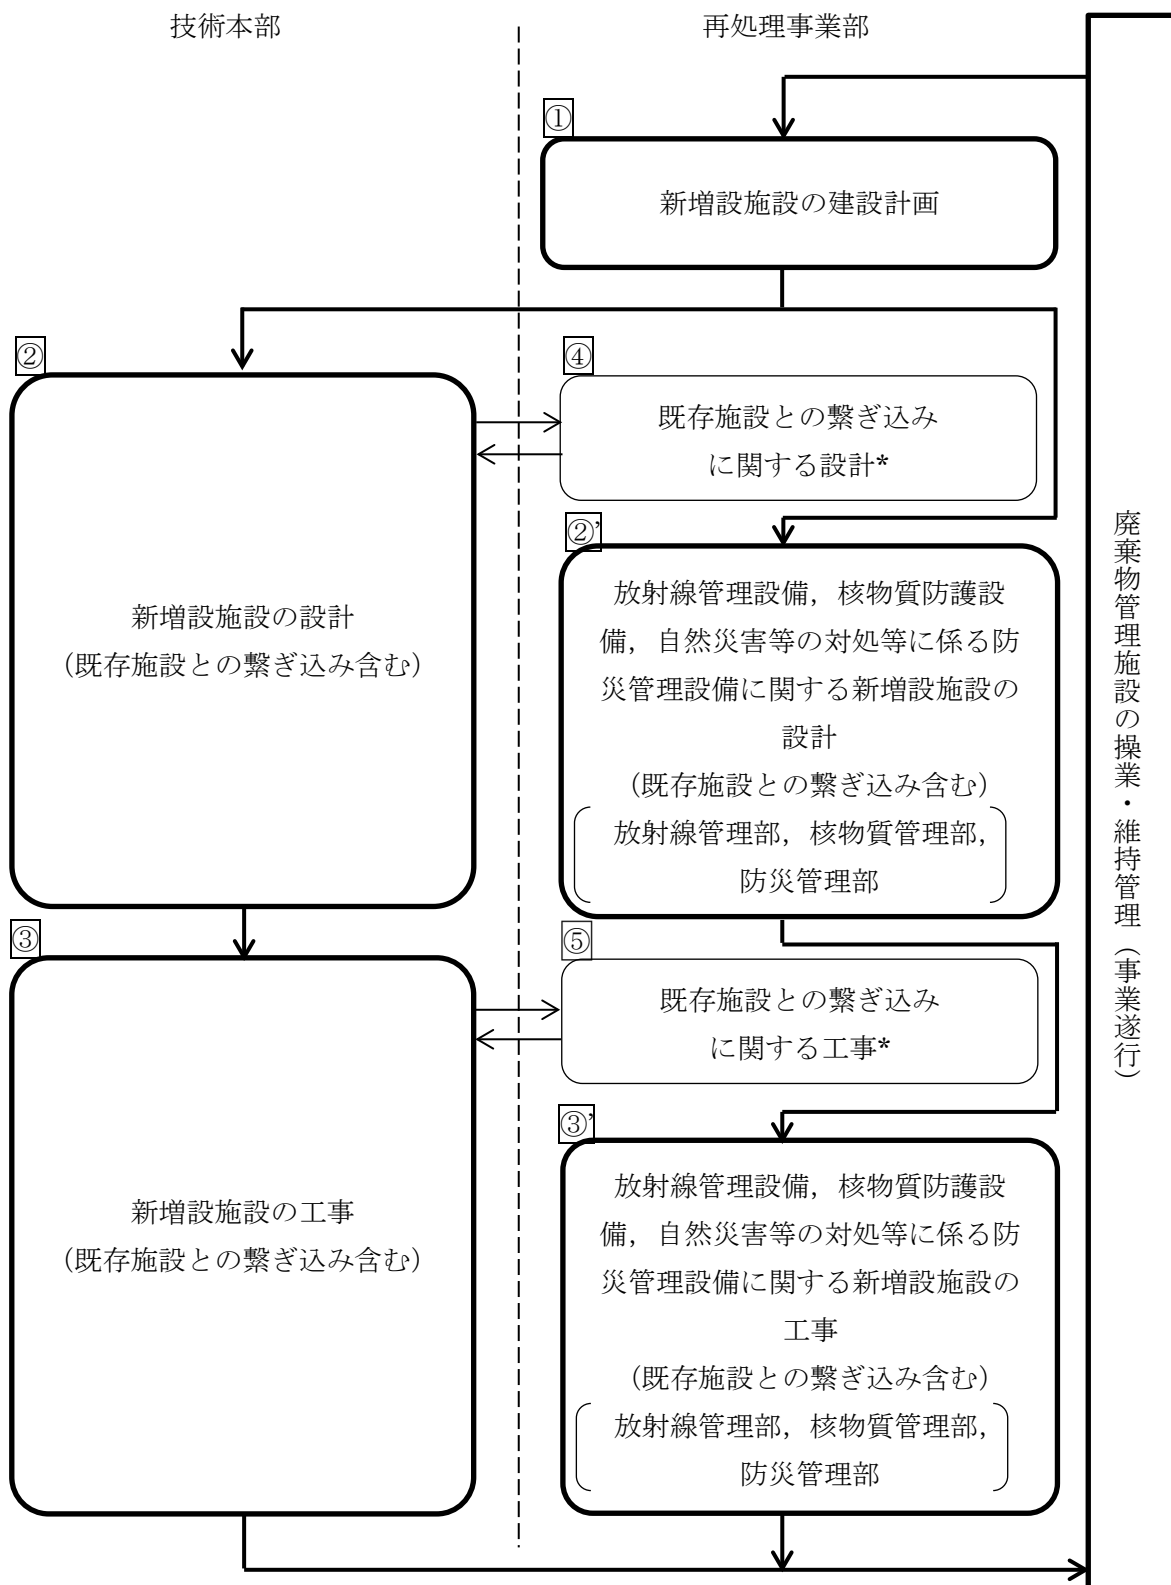 技術本部
再処理事業部
①
新増設施設の建設計画
②
新増設施設の設計
(既存施設との繋ぎ込み含む)
④
既存施設との繋ぎ込み
に関する設計*
②’
放射線管理設備,核物質防護設
備,自然災害等の対処等に係る防
災管理設備に関する新増設施設の
設計
(既存施設との繋ぎ込み含む)
放射線管理部,核物質管理部,
防災管理部
③
新増設施設の工事
(既存施設との繋ぎ込み含む)
⑤
既存施設との繋ぎ込み
に関する工事*
③’
放射線管理設備,核物質防護設
備,自然災害等の対処等に係る防
災管理設備に関する新増設施設の
工事
(既存施設との繋ぎ込み含む)
放射線管理部,核物質管理部,
防災管理部
廃棄物管理施設の操業・維持管理(事業遂行)